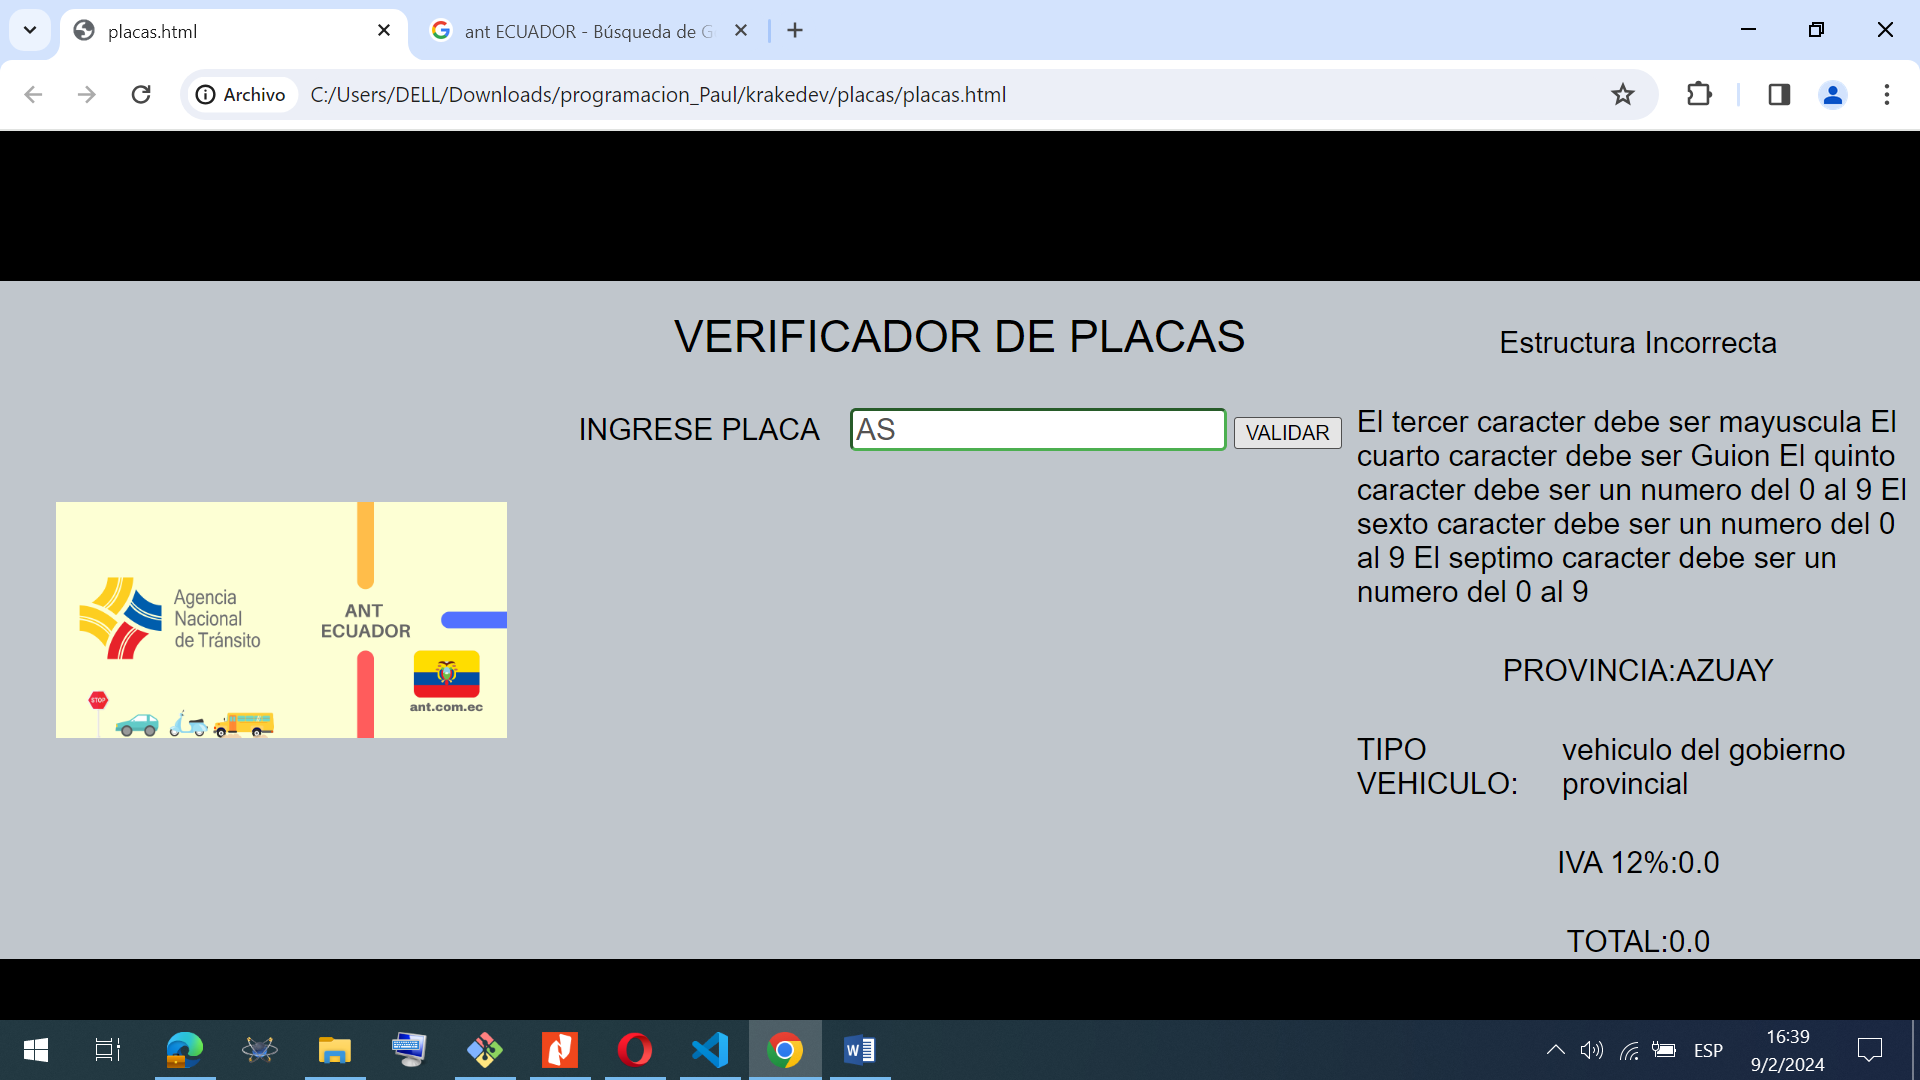 placas.html
ant ECUADOR - Búsqueda de G
Archivo
C:/Users/DELL/Downloads/programacion_Paul/krakedev/placas/placas.html
VERIFICADOR DE PLACAS
INGRESE PLACA
AS
VALIDAR
Agencia
Nacional
de Tránsito
ANT
ECUADOR
STOP
ant.com.ec
Estructura Incorrecta
El tercer caracter debe ser mayuscula El
cuarto caracter debe ser Guion El quinto
caracter debe ser un numero del 0 al 9 El
sexto caracter debe ser un numero del 0
al 9 El septimo caracter debe ser un
numero del 0 al 9
PROVINCIA:AZUAY
TIPO
VEHICULO:
vehiculo del gobierno
provincial
IVA 12%:0.0
TOTAL:0.0
ESP
16:39
9/2/2024